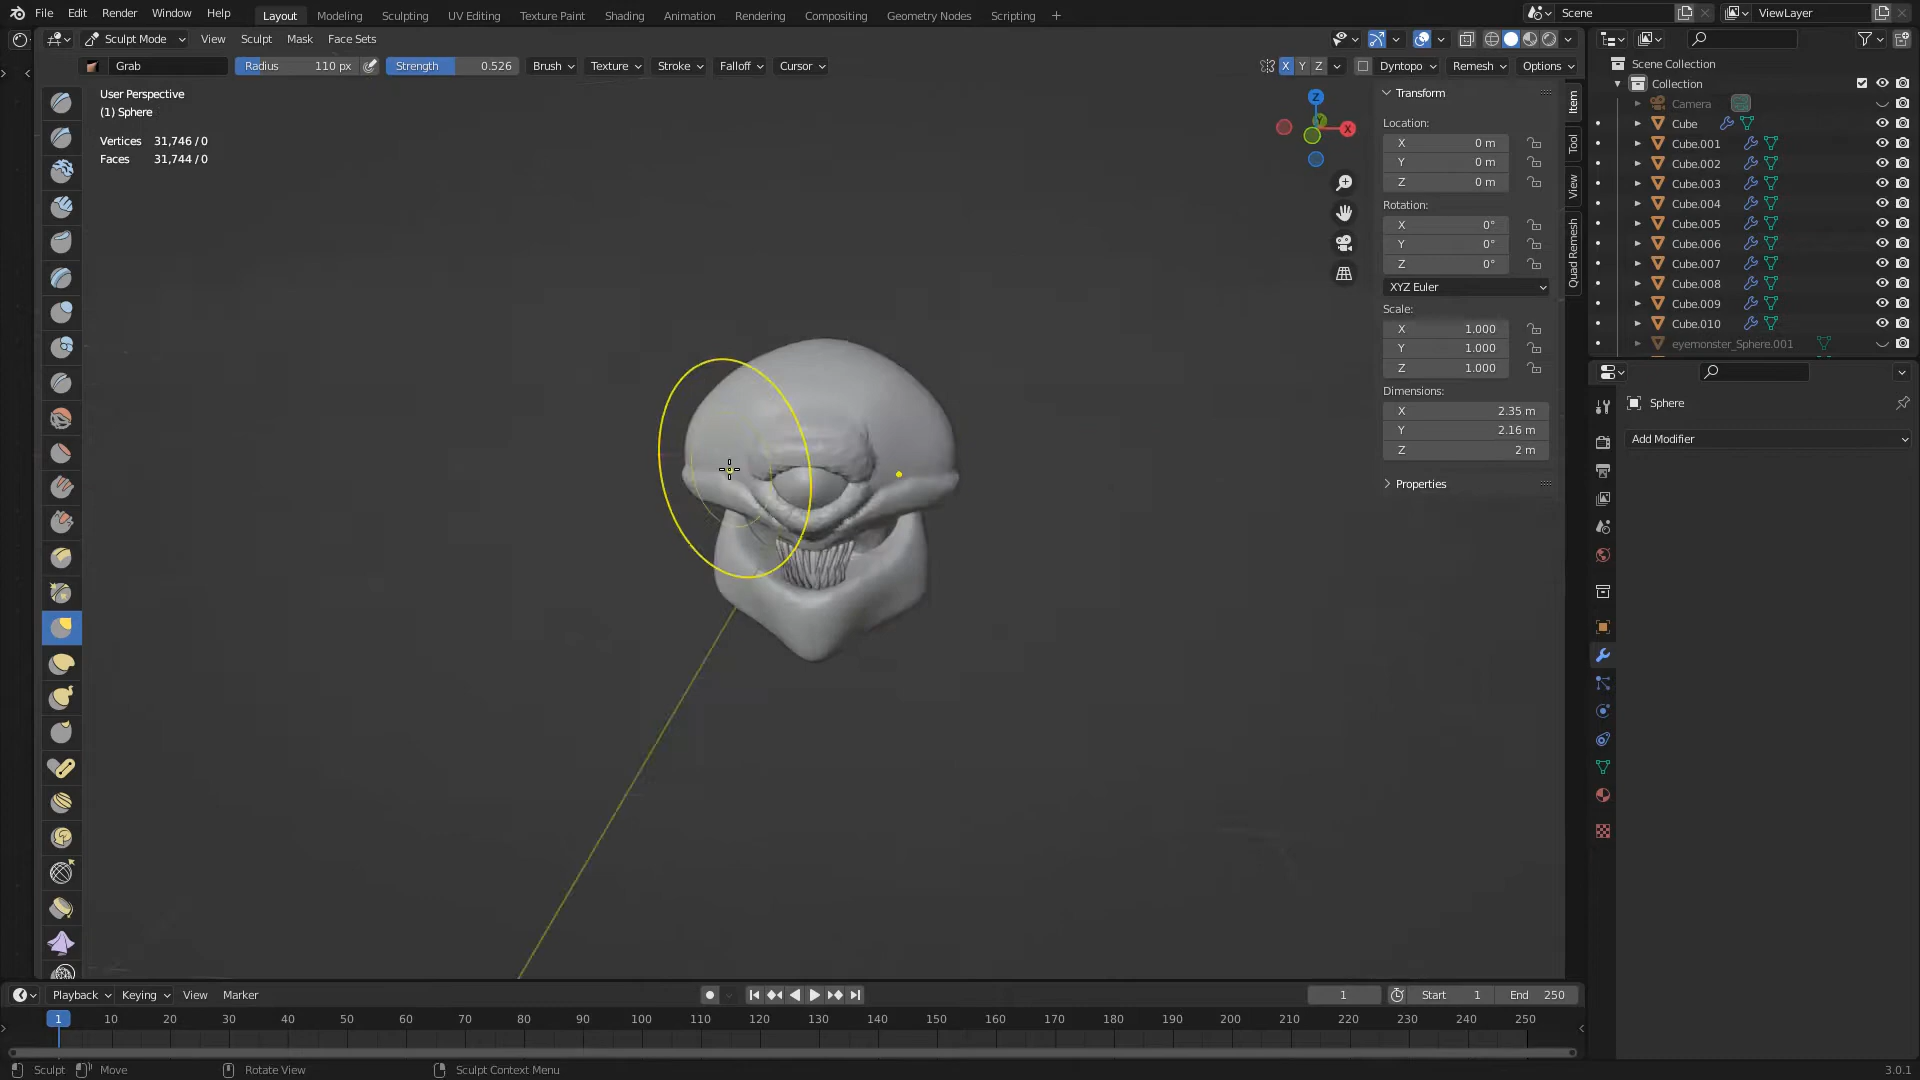 File Edit Render Window Help
Layout Modeling Sculpting UV Editing Texture Paint Shading Animation Rendering Compositing Geometry Nodes Scripting +
Scene
ViewLayer
Sculpt Mode View Sculpt Mask Face Sets
Grab Radius 110 px Strength 0.526 Brush Texture Stroke Falloff Cursor X Y Z Dyntopo Remesh Options
User Perspective
(1) Sphere
Vertices 31,746 / 0
Faces 31,744 / 0
Z
X
Transform
Location:
X 0 m
Y 0 m
Z 0 m
Rotation:
X 0°
Y 0°
Z 0°
XYZ Euler
Scale:
X 1.000
Y 1.000
Z 1.000
Dimensions:
X 2.35 m
Y 2.16 m
Z 2 m
Properties
Item
Tool
View
Quad Remesh
Scene Collection
Collection
Camera
Cube
Cube.001
Cube.002
Cube.003
Cube.004
Cube.005
Cube.006
Cube.007
Cube.008
Cube.009
Cube.010
eyemonster_Sphere.001
Sphere
Add Modifier
Playback Keying View Marker 1 Start 1 End 250
1 10 20 30 40 50 60 70 80 90 100 110 120 130 140 150 160 170 180 190 200 210 220 230 240 250
Sculpt Move Rotate View Sculpt Context Menu 3.0.1